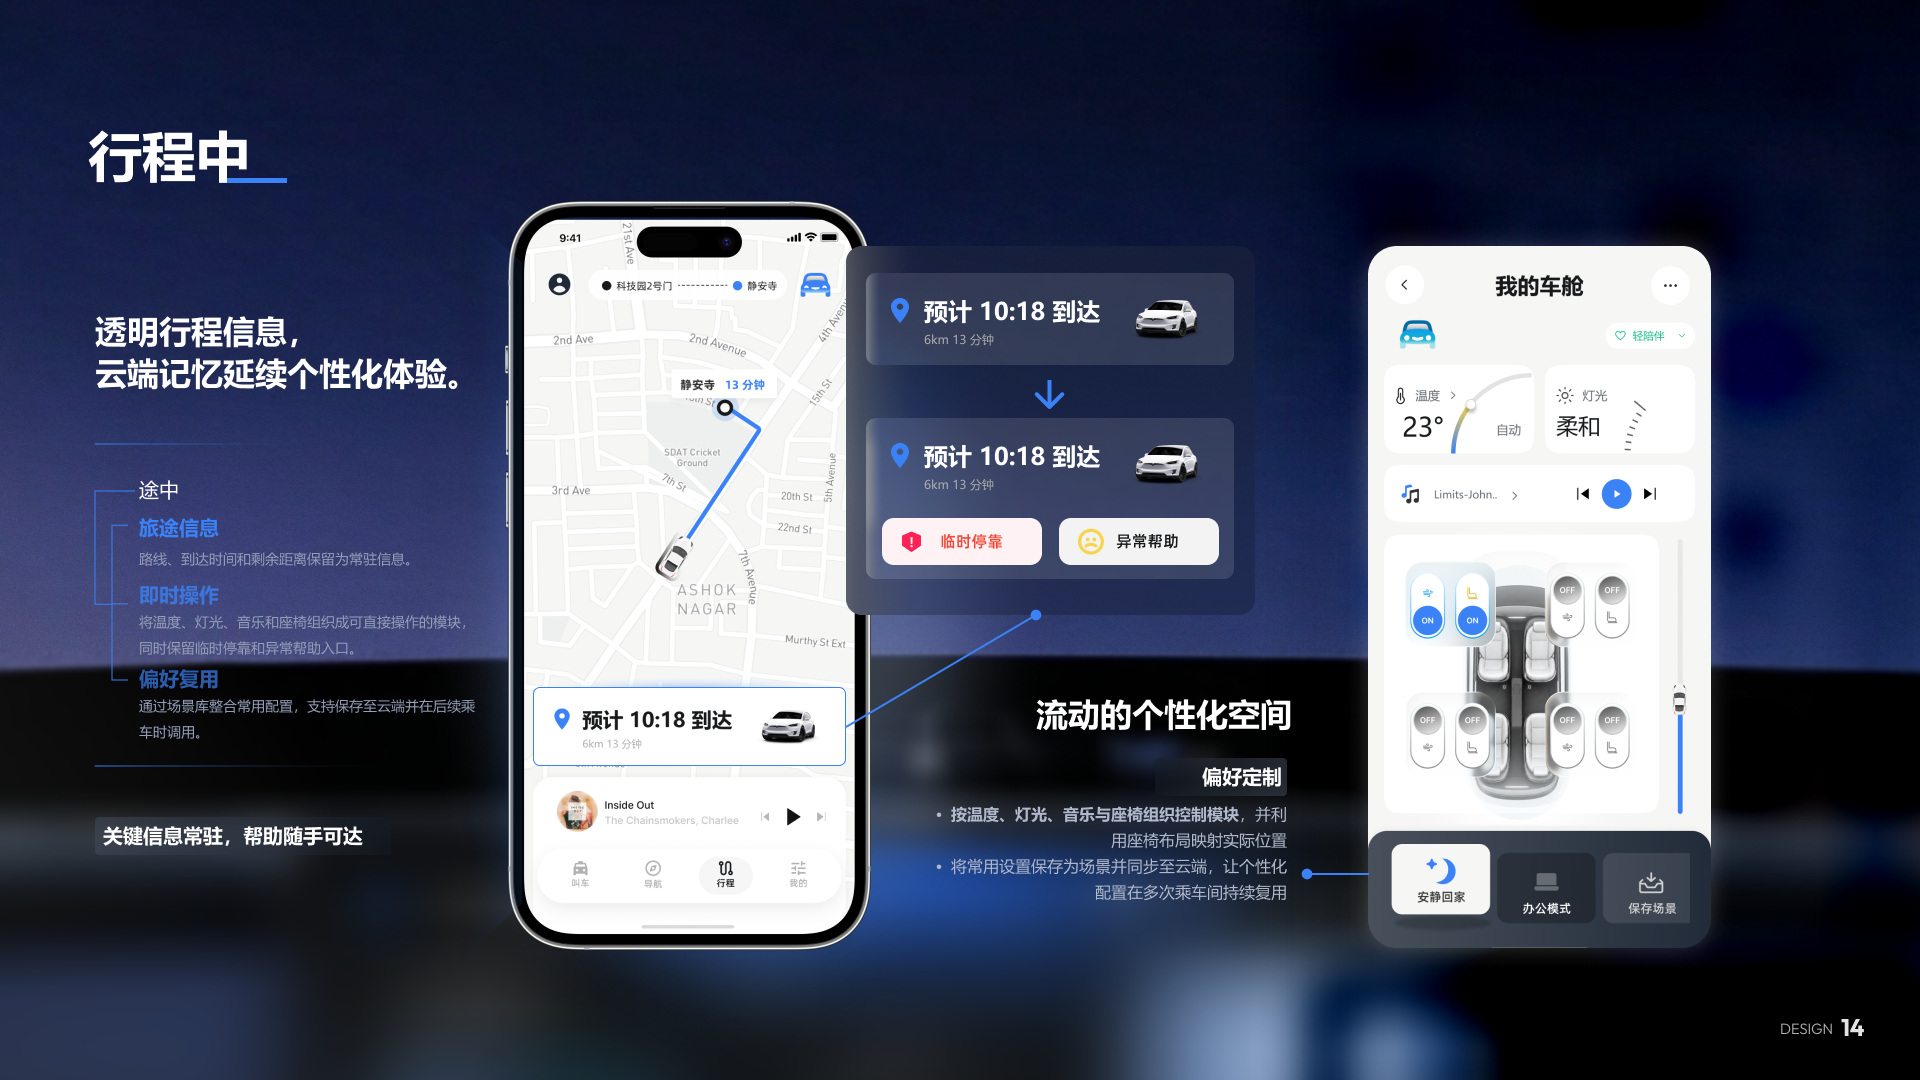 行程中
透明行程信息，
云端记忆延续个性化体验。
途中
旅途信息
路线、到达时间和剩余距离保留为常驻信息。
即时操作
将温度、灯光、音乐和座椅组织成可直接操作的模块，
同时保留临时停靠和异常帮助入口。
偏好复用
通过场景库整合常用配置，支持保存至云端并在后续乘
车时调用。
关键信息常驻，帮助随手可达
9:41
21st Ave
科技园2号门
静安寺
4th Avenue
2nd Ave
2nd Avenue
静安寺 13 分钟
15th St
SDAT Cricket
Ground
7th St
3rd Ave
20th St
5th Avenue
22nd St
7th Avenue
ASHOK
NAGAR
Murthy St Ext
预计 10:18 到达
6km 13 分钟
Inside Out
The Chainsmokers, Charlee
叫车
导航
行程
我的
预计 10:18 到达
6km 13 分钟
预计 10:18 到达
6km 13 分钟
临时停靠
异常帮助
流动的个性化空间
偏好定制
• 按温度、灯光、音乐与座椅组织控制模块，并利
用座椅布局映射实际位置
• 将常用设置保存为场景并同步至云端，让个性化
配置在多次乘车间持续复用
我的车舱
轻陪伴
温度
23°
自动
灯光
柔和
Limits-John..
ON
ON
OFF
OFF
OFF
OFF
OFF
OFF
安静回家
办公模式
保存场景
DESIGN 14